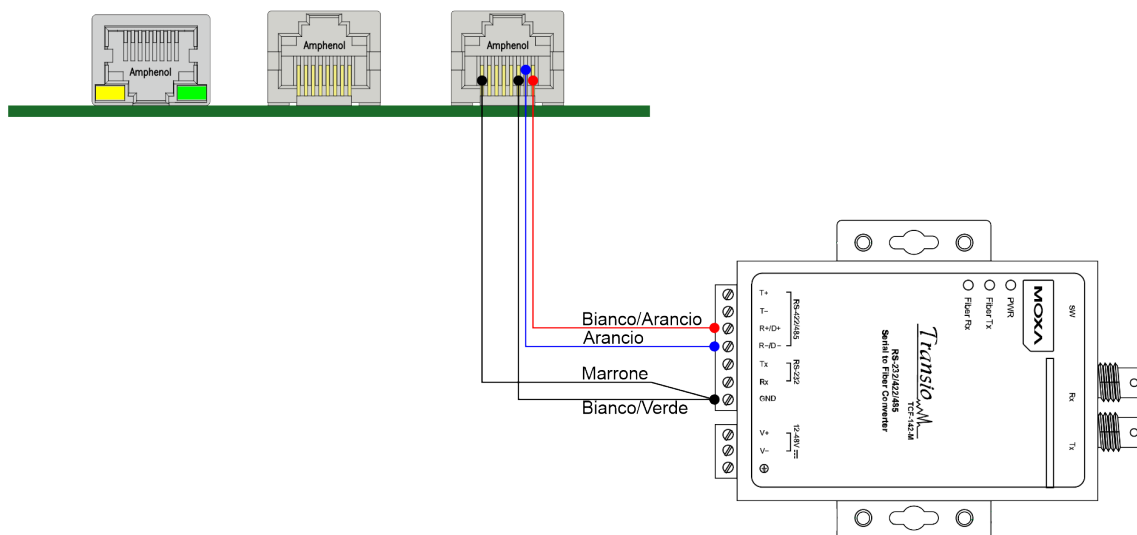 Amphenol
Amphenol
Amphenol
Bianco/Arancio
Arancio
Marrone
Bianco/Verde
T+
T−
R+/D+
R−/D−
Tx
Rx
GND
V+
V−
RS-422/485
RS-232
12-48V
Transio
TCF-142-M
RS-232/422/485
Serial to Fiber Converter
PWR
Fiber Tx
Fiber Rx
MOXA
SW
Rx
Tx